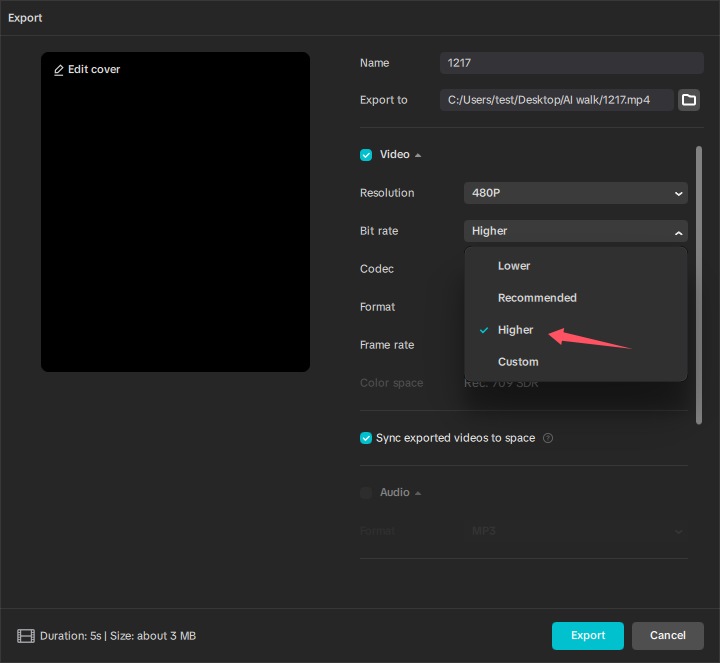 Export
Edit cover
Name 1217
Export to C:/Users/test/Desktop/AI walk/1217.mp4
Video
Resolution 480P
Bit rate Higher
Lower
Codec
Recommended
Format
Higher
Frame rate
Custom
Color space Rec. 709 SDR
Sync exported videos to space ?
Audio
Format MP3
Duration: 5s | Size: about 3 MB
Export Cancel